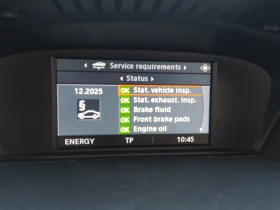 Service requirements
Status
12.2025
§
OK Stat. vehicle insp.
OK Stat. exhaust. insp.
OK Brake fluid
OK Front brake pads
OK Engine oil
ENERGY TP 10:45